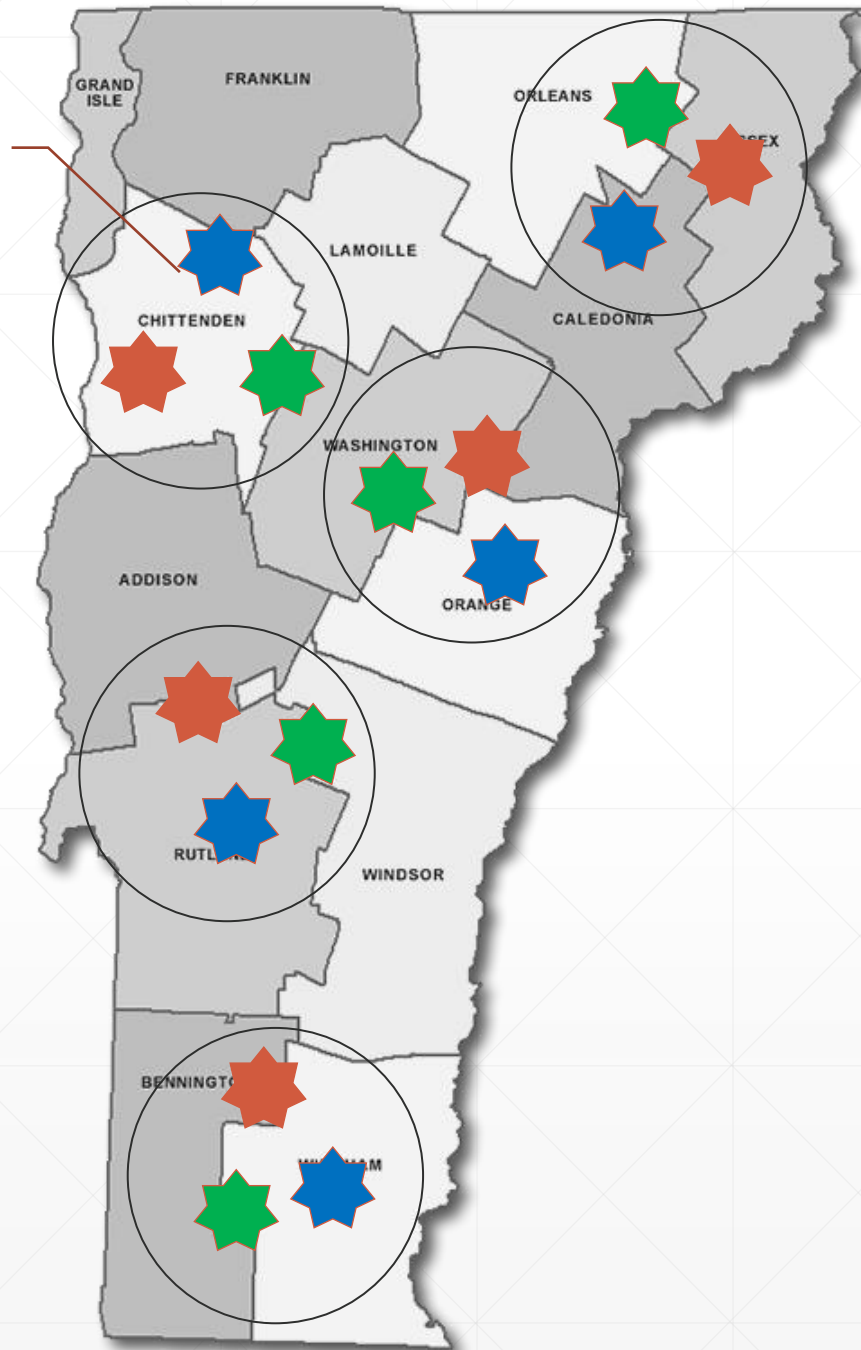 GRAND
ISLE
FRANKLIN
ORLEANS
LAMOILLE
CHITTENDEN
CALEDONIA
WASHINGTON
ADDISON
ORANGE
WINDSOR